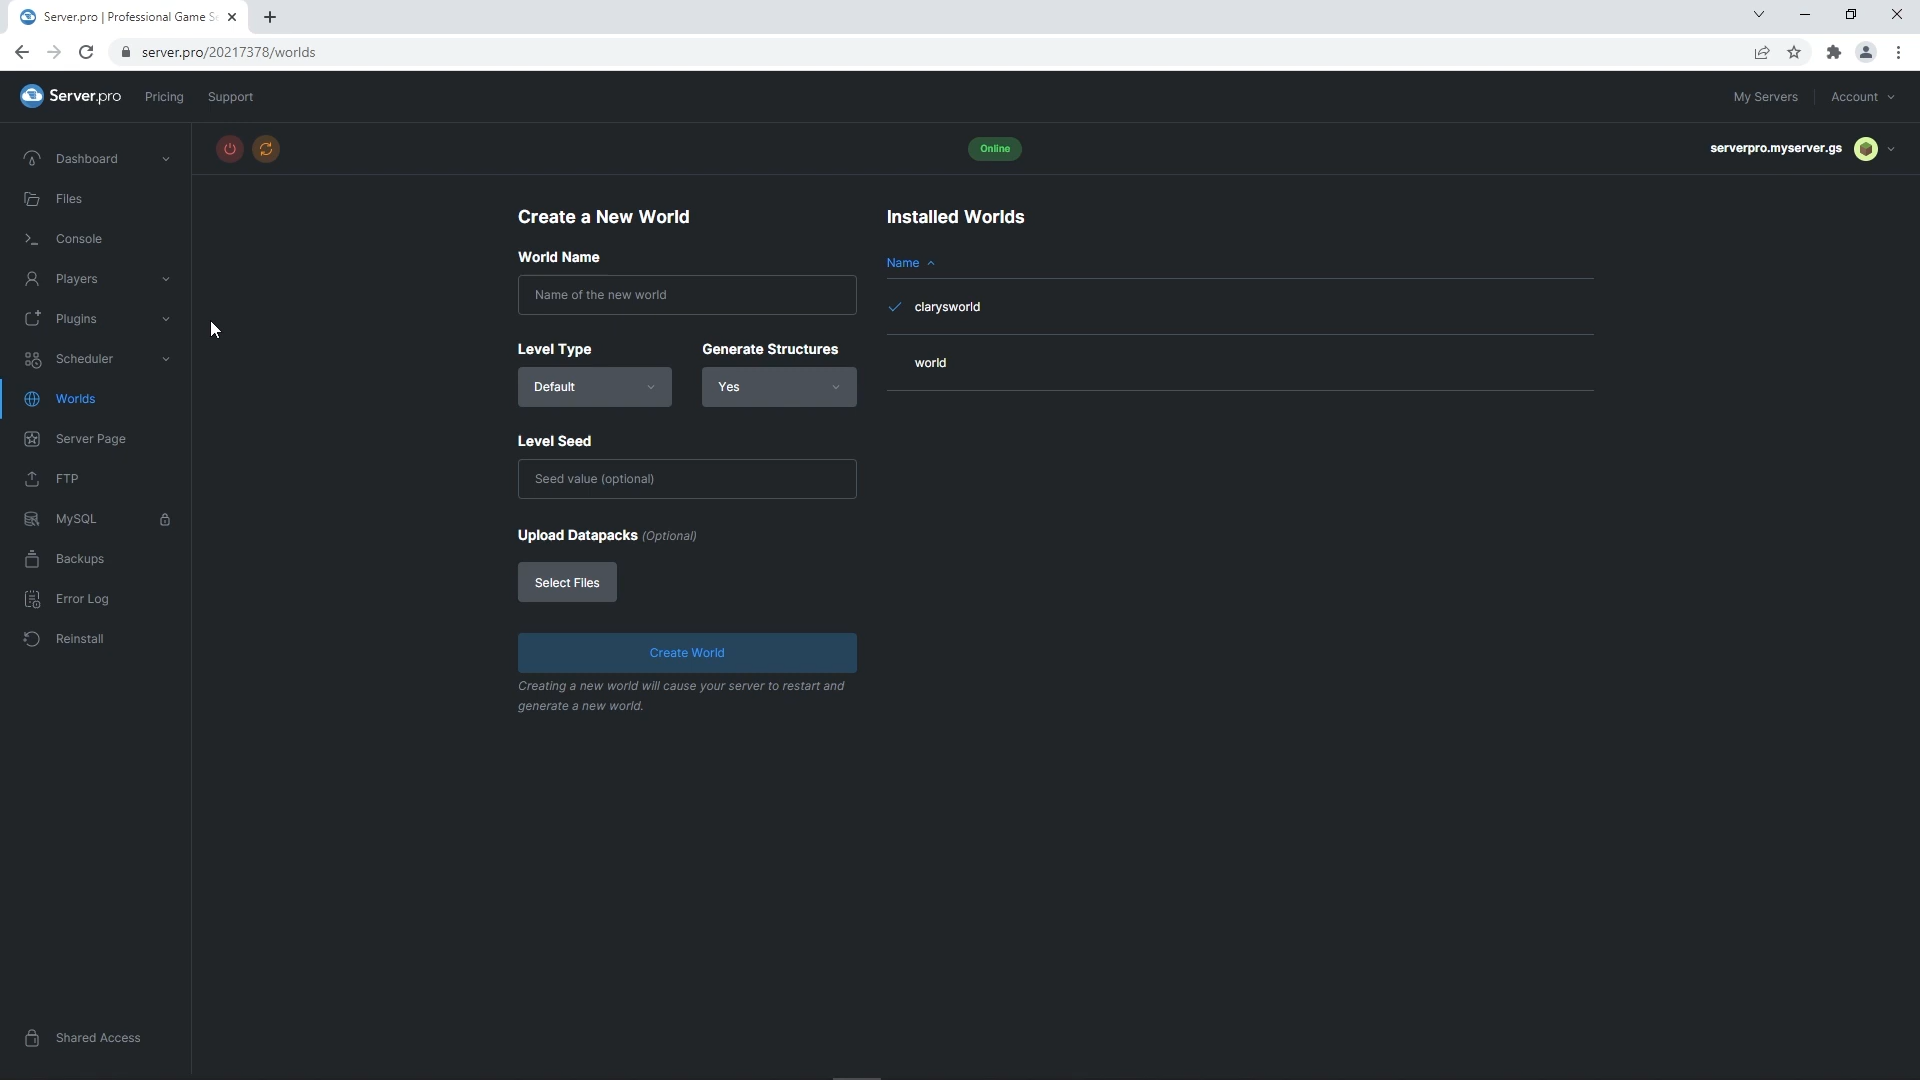 Server.pro | Professional Game S
server.pro/20217378/worlds
Server.pro
Pricing
Support
My Servers
Account
Dashboard
Files
Console
Players
Plugins
Scheduler
Worlds
Server Page
FTP
MySQL
Backups
Error Log
Reinstall
Shared Access
Online
serverpro.myserver.gs
Create a New World
World Name
Name of the new world
Level Type
Generate Structures
Default
Yes
Level Seed
Seed value (optional)
Upload Datapacks (Optional)
Select Files
Create World
Creating a new world will cause your server to restart and
generate a new world.
Installed Worlds
Name
clarysworld
world